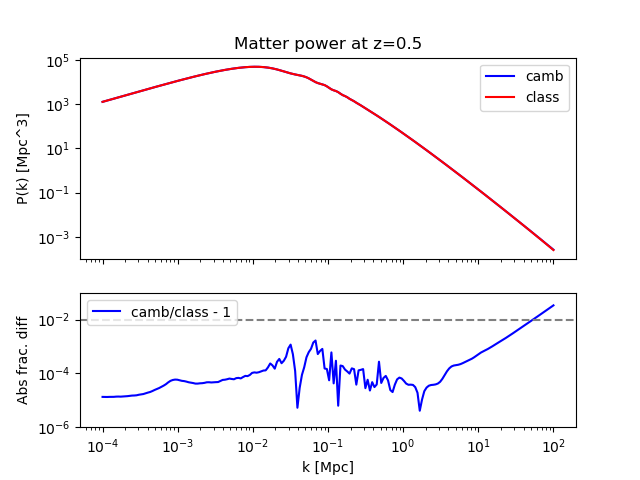 Matter power at z=0.5
P(k) [Mpc^3]
10^5
10^3
10^1
10^-1
10^-3
camb
class
Abs frac. diff
10^-2
10^-4
10^-6
camb/class - 1
10^-4
10^-3
10^-2
10^-1
10^0
10^1
10^2
k [Mpc]